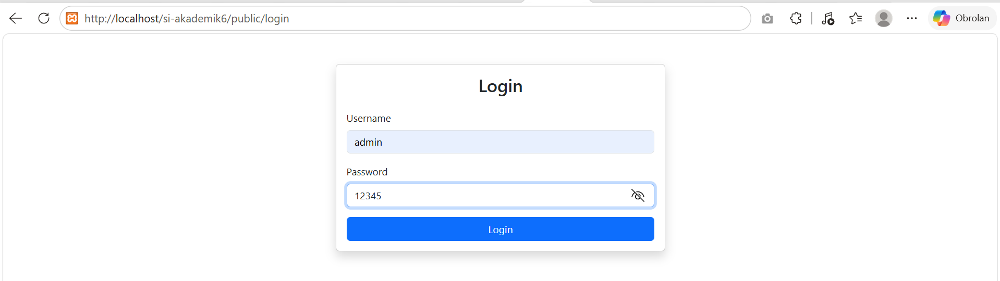 http://localhost/si-akademik6/public/login
Obrolan
Login
Username
admin
Password
12345
Login